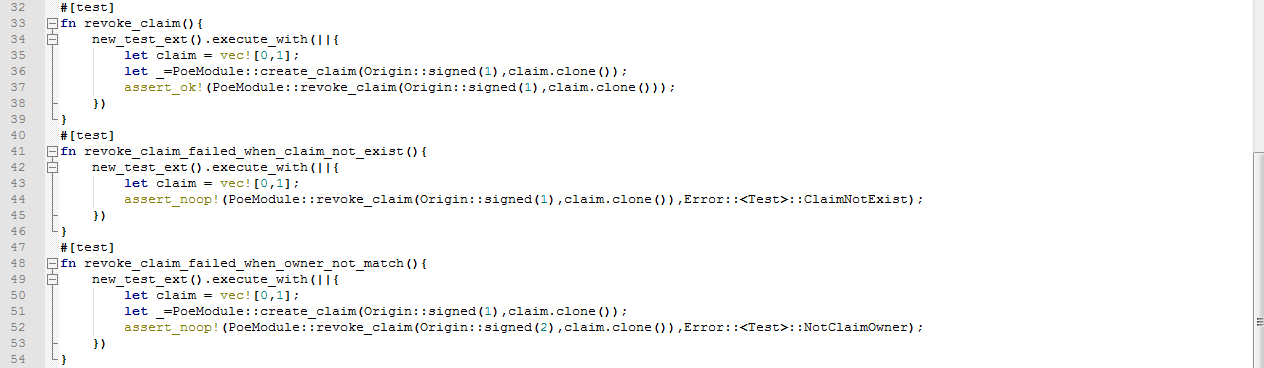 32 #[test]
33 fn revoke_claim(){
34     new_test_ext().execute_with(||{
35         let claim = vec![0,1];
36         let _=PoeModule::create_claim(Origin::signed(1),claim.clone());
37         assert_ok!(PoeModule::revoke_claim(Origin::signed(1),claim.clone()));
38     })
39 }
40 #[test]
41 fn revoke_claim_failed_when_claim_not_exist(){
42     new_test_ext().execute_with(||{
43         let claim = vec![0,1];
44         assert_noop!(PoeModule::revoke_claim(Origin::signed(1),claim.clone()),Error::<Test>::ClaimNotExist);
45     })
46 }
47 #[test]
48 fn revoke_claim_failed_when_owner_not_match(){
49     new_test_ext().execute_with(||{
50         let claim = vec![0,1];
51         let _=PoeModule::create_claim(Origin::signed(1),claim.clone());
52         assert_noop!(PoeModule::revoke_claim(Origin::signed(2),claim.clone()),Error::<Test>::NotClaimOwner);
53     })
54 }